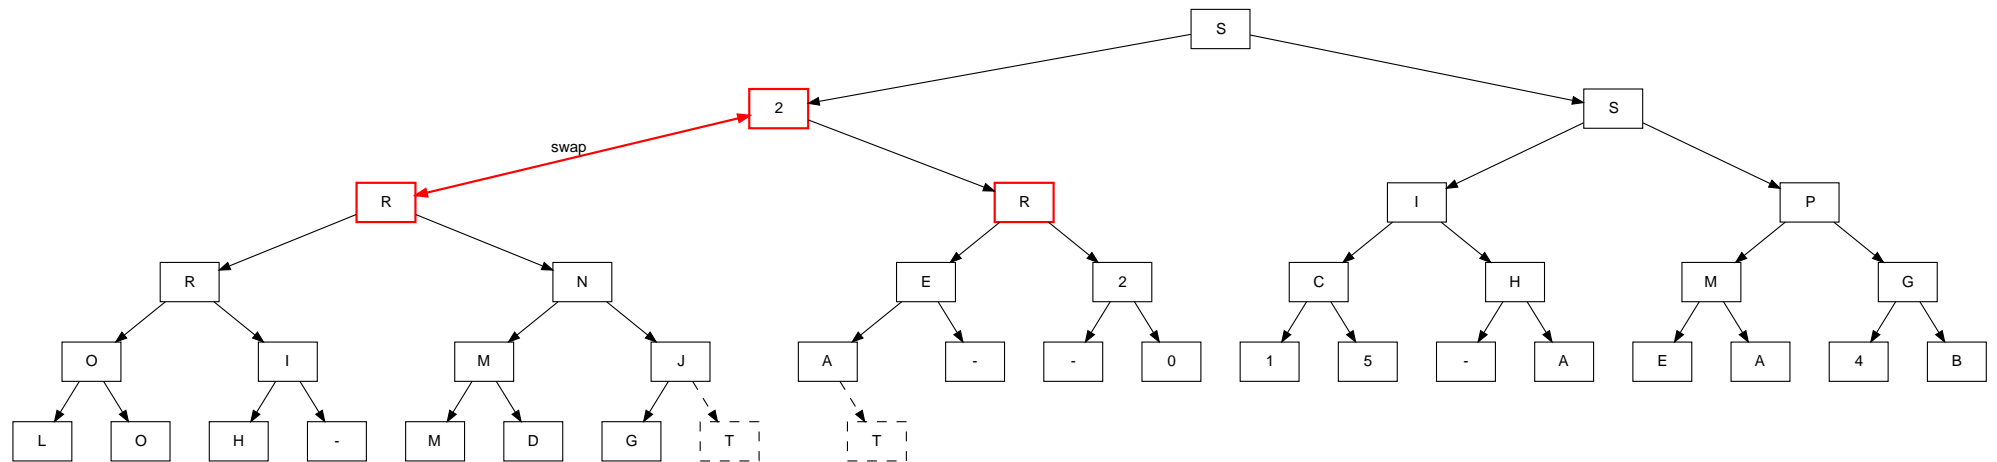 S
2 S
swap
R R I P
R N E 2 C H M G
O I M J A - - 0 1 5 - A E A 4 B
L O H - M D G T T